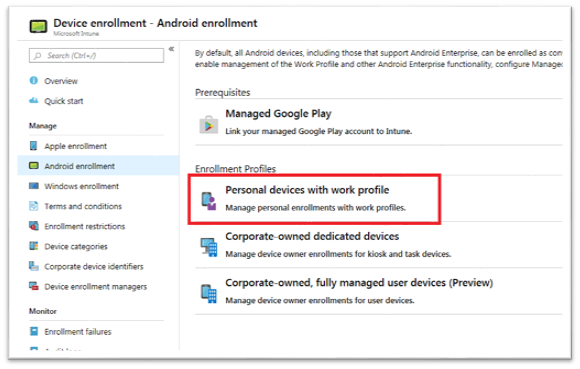 Device enrollment - Android enrollment
Microsoft Intune
Search (Ctrl+/)
Overview
Quick start
Manage
Apple enrollment
Android enrollment
Windows enrollment
Terms and conditions
Enrollment restrictions
Device categories
Corporate device identifiers
Device enrollment managers
Monitor
Enrollment failures
By default, all Android devices, including those that support Android Enterprise, can be enrolled as con
enable management of the Work Profile and other Android Enterprise functionality, configure Managed
Prerequisites
Managed Google Play
Link your managed Google Play account to Intune.
Enrollment Profiles
Personal devices with work profile
Manage personal enrollments with work profiles.
Corporate-owned dedicated devices
Manage device owner enrollments for kiosk and task devices.
Corporate-owned, fully managed user devices (Preview)
Manage device owner enrollments for user devices.